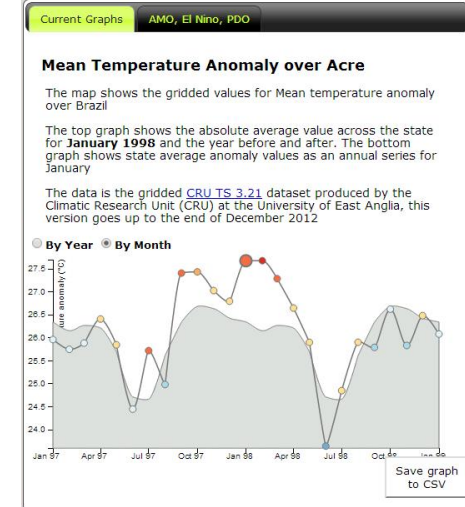 Current Graphs AMO, El Nino, PDO
Mean Temperature Anomaly over Acre
The map shows the gridded values for Mean temperature anomaly
over Brazil
The top graph shows the absolute average value across the state
for January 1998 and the year before and after. The bottom
graph shows state average anomaly values as an annual series for
January
The data is the gridded CRU TS 3.21 dataset produced by the
Climatic Research Unit (CRU) at the University of East Anglia, this
version goes up to the end of December 2012
By Year By Month
ure anomaly (°C)
27.5
27.0
26.5
26.0
25.5
25.0
24.5
24.0
Jan 97 Apr 97 Jul 97 Oct 97 Jan 98 Apr 98 Jul 98 Oct 98 Jan 99
Save graph
to CSV